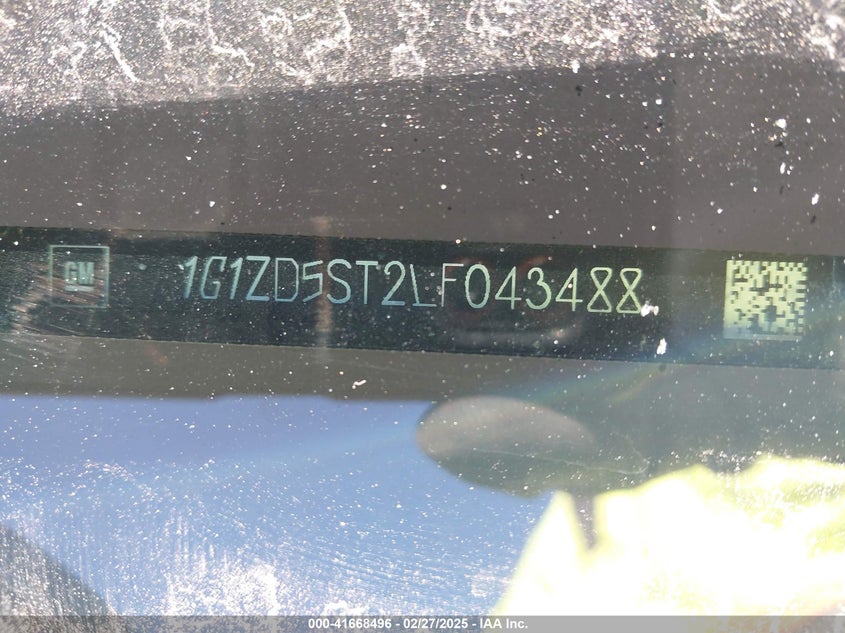 GM 1G1ZD5ST2LF043488
000-41668496 - 02/27/2025 - IAA Inc.